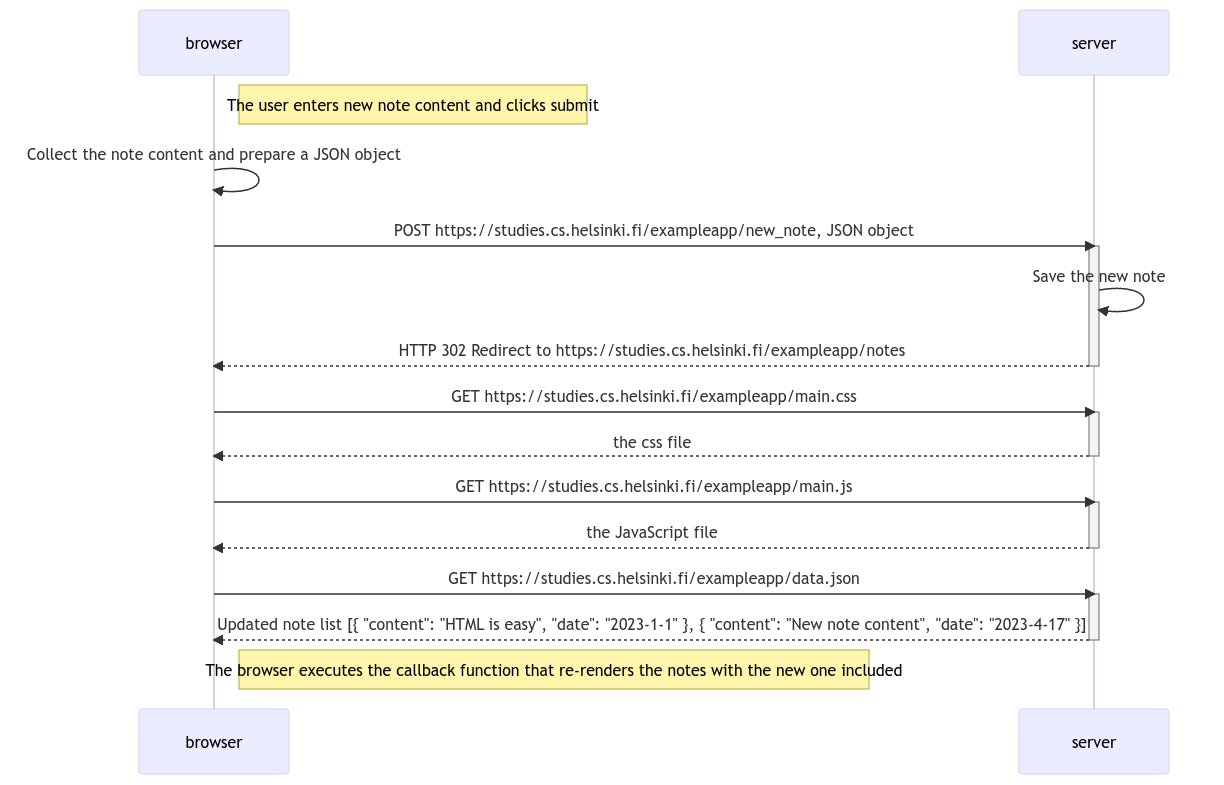 browser
server
The user enters new note content and clicks submit
Collect the note content and prepare a JSON object
POST https://studies.cs.helsinki.fi/exampleapp/new_note, JSON object
Save the new note
HTTP 302 Redirect to https://studies.cs.helsinki.fi/exampleapp/notes
GET https://studies.cs.helsinki.fi/exampleapp/main.css
the css file
GET https://studies.cs.helsinki.fi/exampleapp/main.js
the JavaScript file
GET https://studies.cs.helsinki.fi/exampleapp/data.json
Updated note list [{ "content": "HTML is easy", "date": "2023-1-1" }, { "content": "New note content", "date": "2023-4-17" }]
The browser executes the callback function that re-renders the notes with the new one included
browser
server